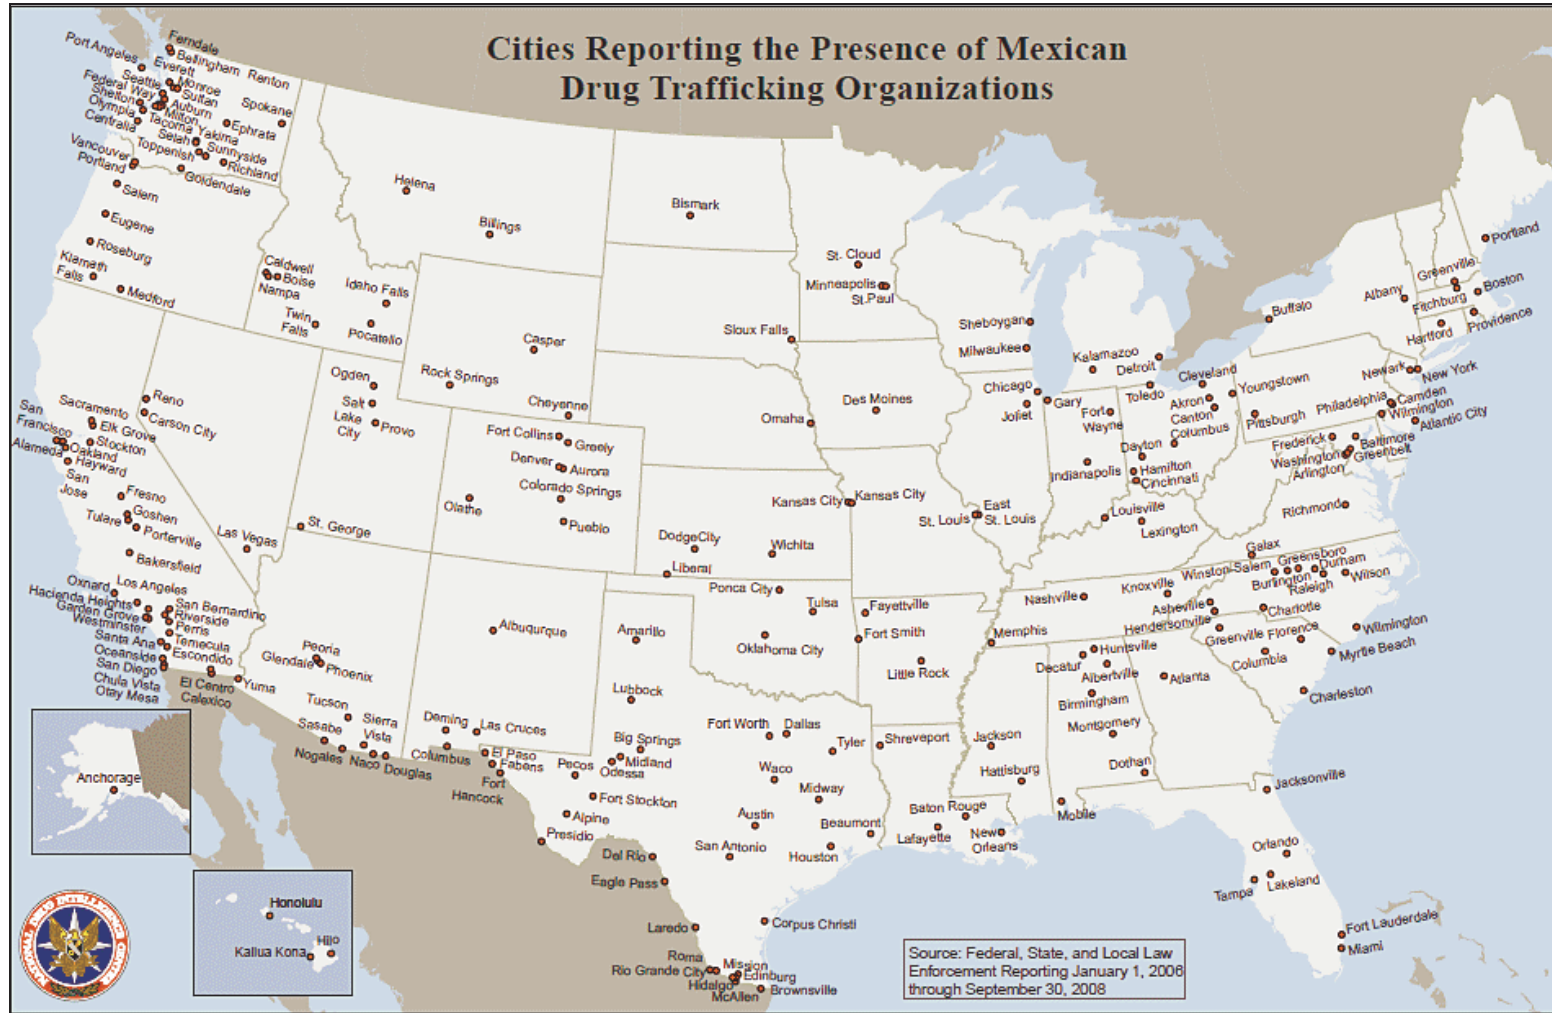 Cities Reporting the Presence of Mexican
Drug Trafficking Organizations
Ferndale
Port Angeles
Bellingham
Renton
Everett
Seattle
Monroe
Federal Way
Sultan
Spokane
Shelton
Auburn
Olympia
Milton
Ephrata
Centralia
Tacoma
Yakima
Selah
Sunnyside
Toppenish
Richland
Vancouver
Portland
Goldendale
Salem
Eugene
Roseburg
Klamath
Falls
Medford
Helena
Billings
Bismark
Caldwell
Boise
Nampa
Idaho Falls
Twin
Falls
Pocatello
Casper
Rock Springs
Cheyenne
St. Cloud
Minneapolis
St.Paul
Sioux Falls
Sheboygan
Milwaukee
Kalamazoo
Detroit
Buffalo
Albany
Greenville
Portland
Fitchburg
Boston
Hartford
Providence
Newark
New York
Ogden
Salt
Lake
City
Provo
Reno
Carson City
Sacramento
San
Francisco
Elk Grove
Stockton
Alameda
Oakland
Hayward
San
Jose
Fresno
Goshen
Tulare
Porterville
Bakersfield
Las Vegas
St. George
Fort Collins
Greely
Denver
Aurora
Colorado Springs
Olathe
Pueblo
Omaha
Des Moines
Chicago
Joliet
Gary
Fort
Wayne
Toledo
Cleveland
Youngstown
Akron
Canton
Columbus
Dayton
Hamilton
Cincinnati
Indianapolis
Pittsburgh
Philadelphia
Camden
Wilmington
Atlantic City
Frederick
Baltimore
Washington
Greenbelt
Arlington
Richmond
Kansas City
Kansas City
St. Louis
East
St. Louis
Louisville
Lexington
DodgeCity
Wichita
Liberal
Ponca City
Tulsa
Oklahoma City
Fayettville
Fort Smith
Little Rock
Nashville
Knoxville
Memphis
Galax
Winston-Salem
Greensboro
Durham
Burlington
Raleigh
Wilson
Asheville
Hendersonville
Charlotte
Greenville
Florence
Wilmington
Columbia
Myrtle Beach
Charleston
Oxnard
Los Angeles
Hacienda Heights
San Bernardino
Garden Grove
Riverside
Westminster
Perris
Santa Ana
Temecula
Oceanside
Escondido
San Diego
Chula Vista
Otay Mesa
El Centro
Calexico
Yuma
Peoria
Glendale
Phoenix
Tucson
Sasabe
Sierra
Vista
Nogales
Naco
Douglas
Albuqurque
Deming
Las Cruces
Columbus
El Paso
Fabens
Fort
Hancock
Amarillo
Lubbock
Big Springs
Midland
Odessa
Pecos
Fort Stockton
Alpine
Presidio
Fort Worth
Dallas
Tyler
Waco
Midway
Austin
Beaumont
San Antonio
Houston
Del Rio
Eagle Pass
Laredo
Corpus Christi
Roma
Rio Grande City
Mission
Edinburg
Hidalgo
McAllen
Brownsville
Shreveport
Baton Rouge
Lafayette
New
Orleans
Jackson
Hattisburg
Decatur
Huntsville
Albertville
Birmingham
Montgomery
Dothan
Mobile
Atlanta
Jacksonville
Orlando
Tampa
Lakeland
Fort Lauderdale
Miami
Anchorage
Honolulu
Kailua Kona
Hilo
Source: Federal, State, and Local Law
Enforcement Reporting January 1, 2006
through September 30, 2008